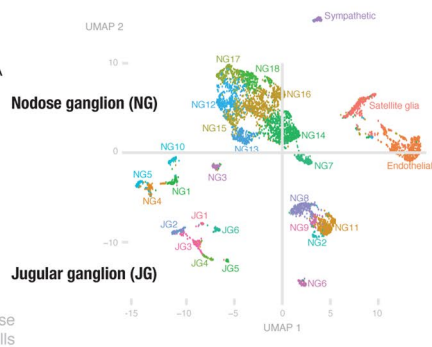 Sympathetic
UMAP 2
NG17
10
NG18
Nodose ganglion (NG)
NG12
NG16
Satellite glia
NG15
NG14
NG13
NG10
0
NG7
Endothelial
NG3
NG5
NG1
NG4
NG8
JG1
JG2
JG6
NG9
NG11
JG3
NG2
-10
JG4
JG5
Jugular ganglion (JG)
NG6
-15
-10
-5
0
5
10
UMAP 1